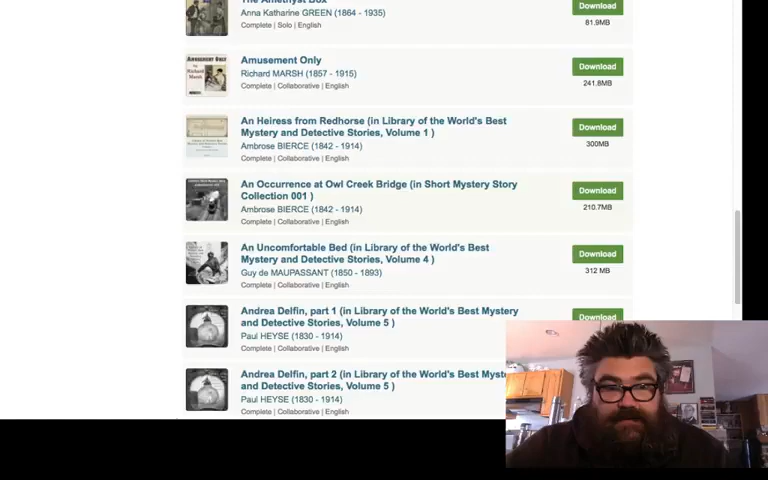 The Amethyst Box
Anna Katharine GREEN (1864 - 1935)
Complete | Solo | English
81.9MB
AMUSEMENT ONLY
Amusement Only
Richard MARSH (1857 - 1915)
Complete | Collaborative | English
Download
241.8MB
An Heiress from Redhorse (in Library of the World's Best
Mystery and Detective Stories, Volume 1 )
Ambrose BIERCE (1842 - 1914)
Complete | Collaborative | English
Download
300MB
An Occurrence at Owl Creek Bridge (in Short Mystery Story
Collection 001 )
Ambrose BIERCE (1842 - 1914)
Complete | Collaborative | English
Download
210.7MB
An Uncomfortable Bed (in Library of the World's Best
Mystery and Detective Stories, Volume 4 )
Guy de MAUPASSANT (1850 - 1893)
Complete | Collaborative | English
Download
312 MB
Andrea Delfin, part 1 (in Library of the World's Best Mystery
and Detective Stories, Volume 5 )
Paul HEYSE (1830 - 1914)
Complete | Collaborative | English
Download
Andrea Delfin, part 2 (in Library of the World's Best
and Detective Stories, Volume 5 )
Paul HEYSE (1830 - 1914)
Complete | Collaborative | English